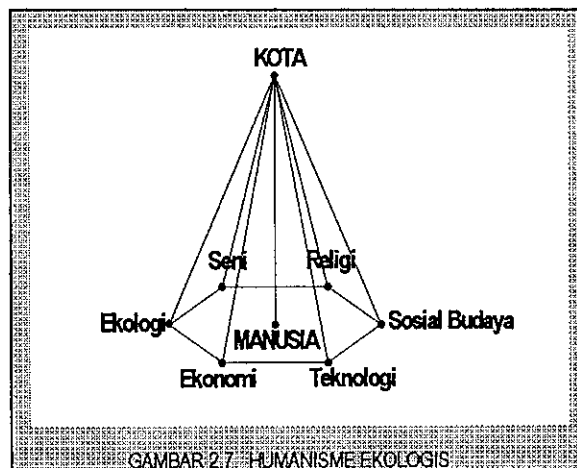 KOTA
Seni Religi
Ekologi MANUSIA Sosial Budaya
Ekonomi Teknologi
GAMBAR 2.7 HUMANISME EKOLOGIS